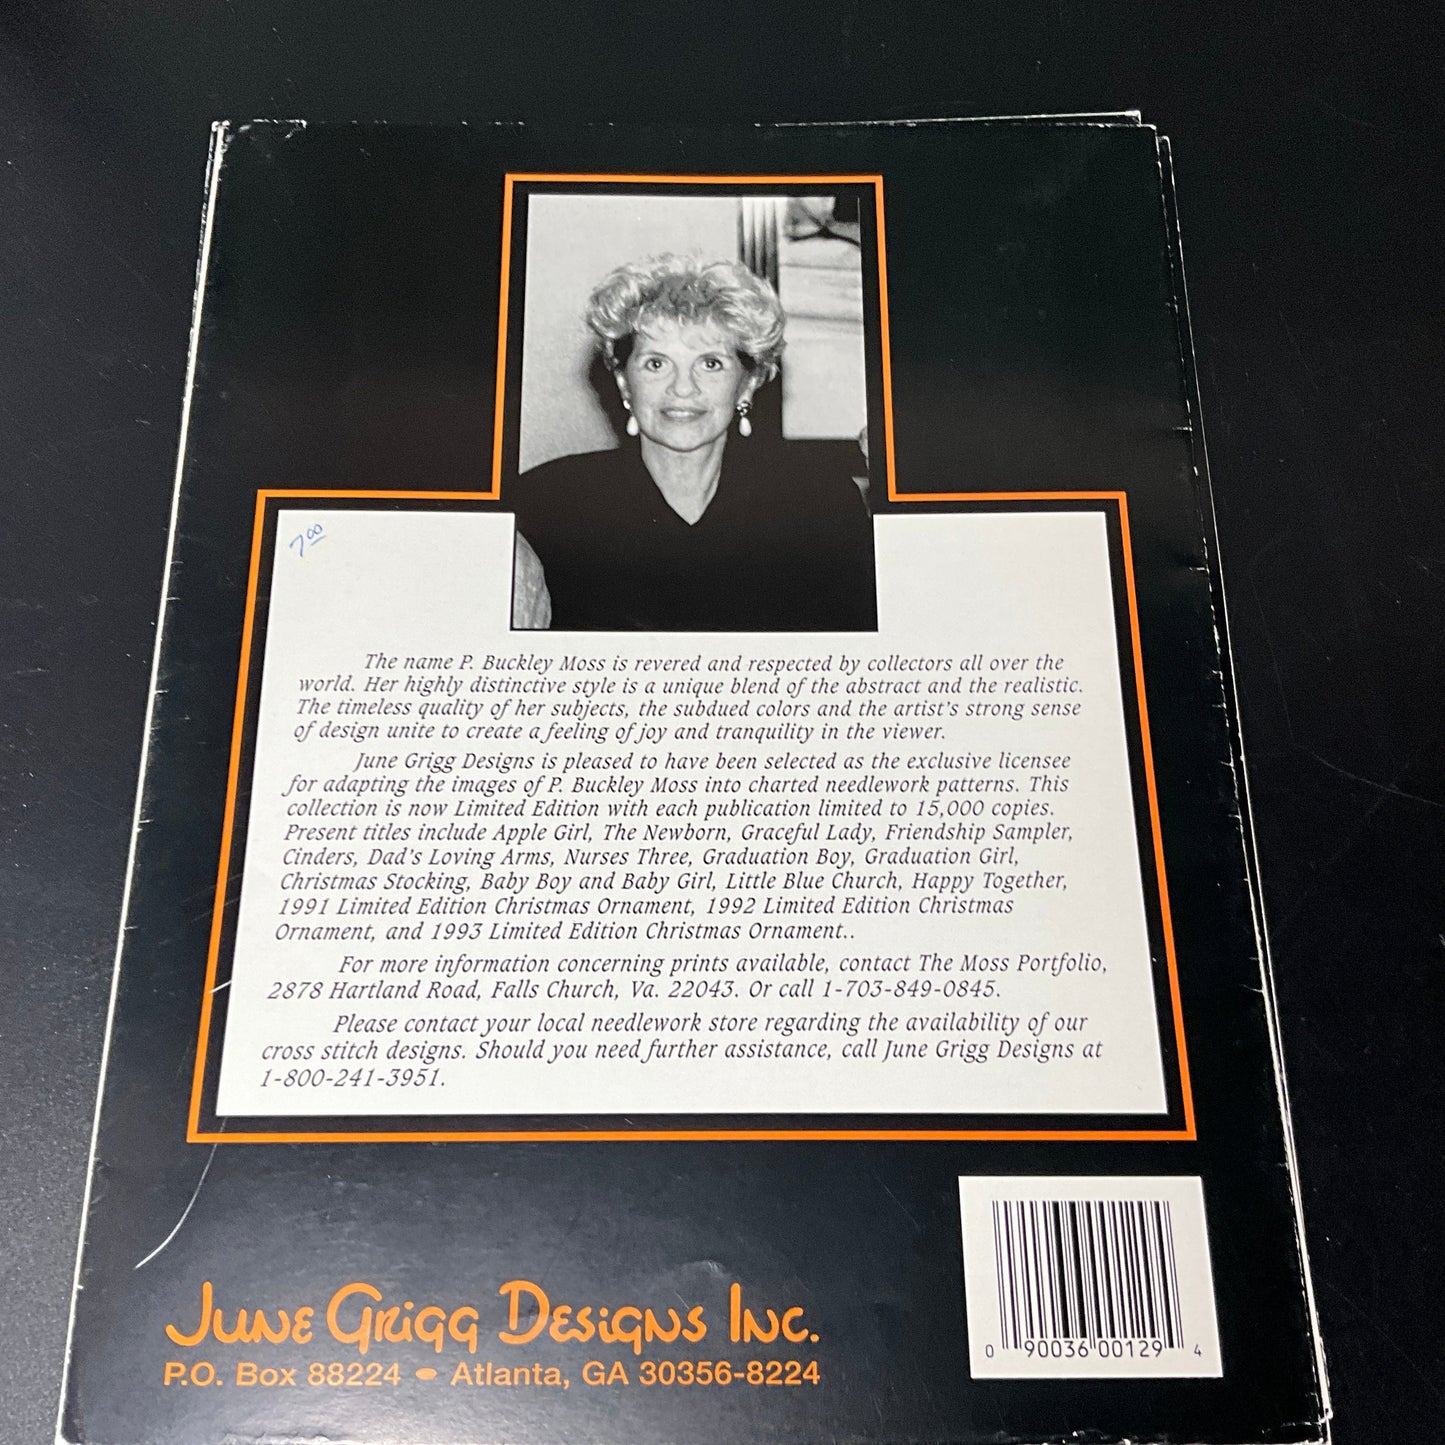 7.00
The name P. Buckley Moss is revered and respected by collectors all over the
world. Her highly distinctive style is a unique blend of the abstract and the realistic.
The timeless quality of her subjects, the subdued colors and the artist's strong sense
of design unite to create a feeling of joy and tranquility in the viewer.
June Grigg Designs is pleased to have been selected as the exclusive licensee
for adapting the images of P. Buckley Moss into charted needlework patterns. This
collection is now Limited Edition with each publication limited to 15,000 copies.
Present titles include Apple Girl, The Newborn, Graceful Lady, Friendship Sampler,
Cinders, Dad's Loving Arms, Nurses Three, Graduation Boy, Graduation Girl,
Christmas Stocking, Baby Boy and Baby Girl, Little Blue Church, Happy Together,
1991 Limited Edition Christmas Ornament, 1992 Limited Edition Christmas
Ornament, and 1993 Limited Edition Christmas Ornament..
For more information concerning prints available, contact The Moss Portfolio,
2878 Hartland Road, Falls Church, Va. 22043. Or call 1-703-849-0845.
Please contact your local needlework store regarding the availability of our
cross stitch designs. Should you need further assistance, call June Grigg Designs at
1-800-241-3951.
June Grigg Designs Inc.
P.O. Box 88224 • Atlanta, GA 30356-8224
0 90036 00129 4